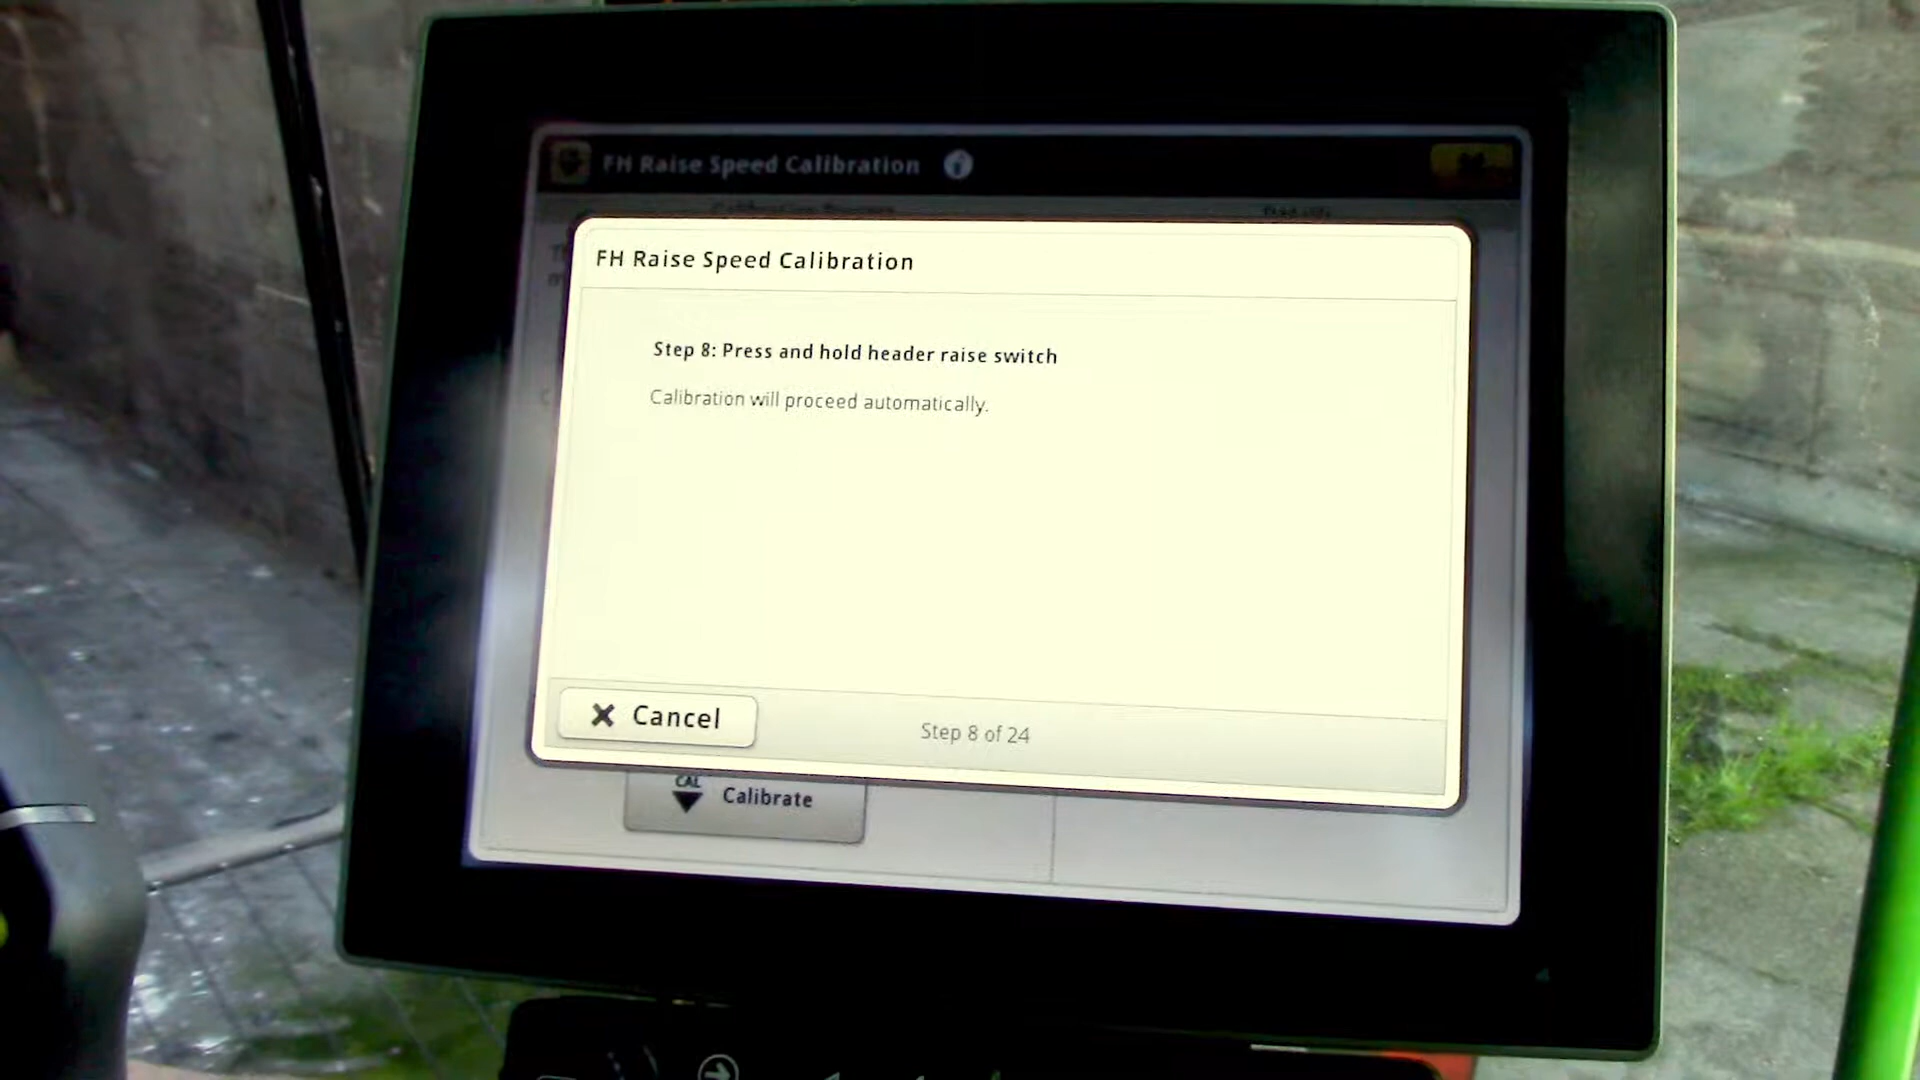 FH Raise Speed Calibration
FH Raise Speed Calibration
Step 8: Press and hold header raise switch
Calibration will proceed automatically.
Cancel
Step 8 of 24
CAL
Calibrate